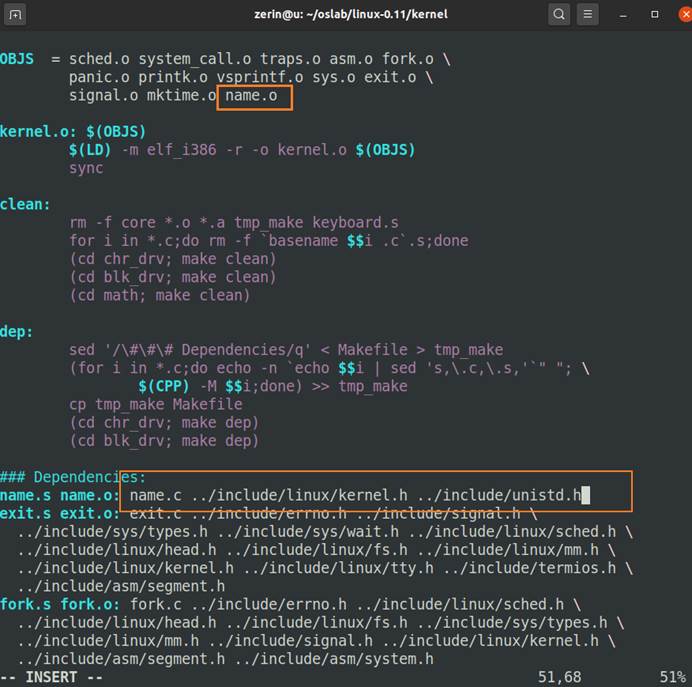 zerin@u: ~/oslab/linux-0.11/kernel
OBJS  = sched.o system_call.o traps.o asm.o fork.o \
        panic.o printk.o vsprintf.o sys.o exit.o \
        signal.o mktime.o name.o
kernel.o: $(OBJS)
        $(LD) -m elf_i386 -r -o kernel.o $(OBJS)
        sync
clean:
        rm -f core *.o *.a tmp_make keyboard.s
        for i in *.c;do rm -f `basename $$i .c`.s;done
        (cd chr_drv; make clean)
        (cd blk_drv; make clean)
        (cd math; make clean)
dep:
        sed '/\#\#\# Dependencies/q' < Makefile > tmp_make
        (for i in *.c;do echo -n `echo $$i | sed 's,\.c,\.s,'`" "; \
                $(CPP) -M $$i;done) >> tmp_make
        cp tmp_make Makefile
        (cd chr_drv; make dep)
        (cd blk_drv; make dep)
### Dependencies:
name.s name.o: name.c ../include/linux/kernel.h ../include/unistd.h
exit.s exit.o: exit.c ../include/errno.h ../include/signal.h \
  ../include/sys/types.h ../include/sys/wait.h ../include/linux/sched.h \
  ../include/linux/head.h ../include/linux/fs.h ../include/linux/mm.h \
  ../include/linux/kernel.h ../include/linux/tty.h ../include/termios.h \
  ../include/asm/segment.h
fork.s fork.o: fork.c ../include/errno.h ../include/linux/sched.h \
  ../include/linux/head.h ../include/linux/fs.h ../include/sys/types.h \
  ../include/linux/mm.h ../include/signal.h ../include/linux/kernel.h \
  ../include/asm/segment.h ../include/asm/system.h
-- INSERT -- 51,68 51%